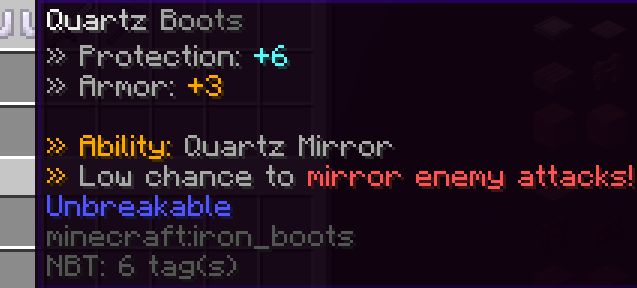 Quartz Boots
» Protection: +6
» Armor: +3
» Ability: Quartz Mirror
» Low chance to mirror enemy attacks!
Unbreakable
minecraft:iron_boots
NBT: 6 tag(s)